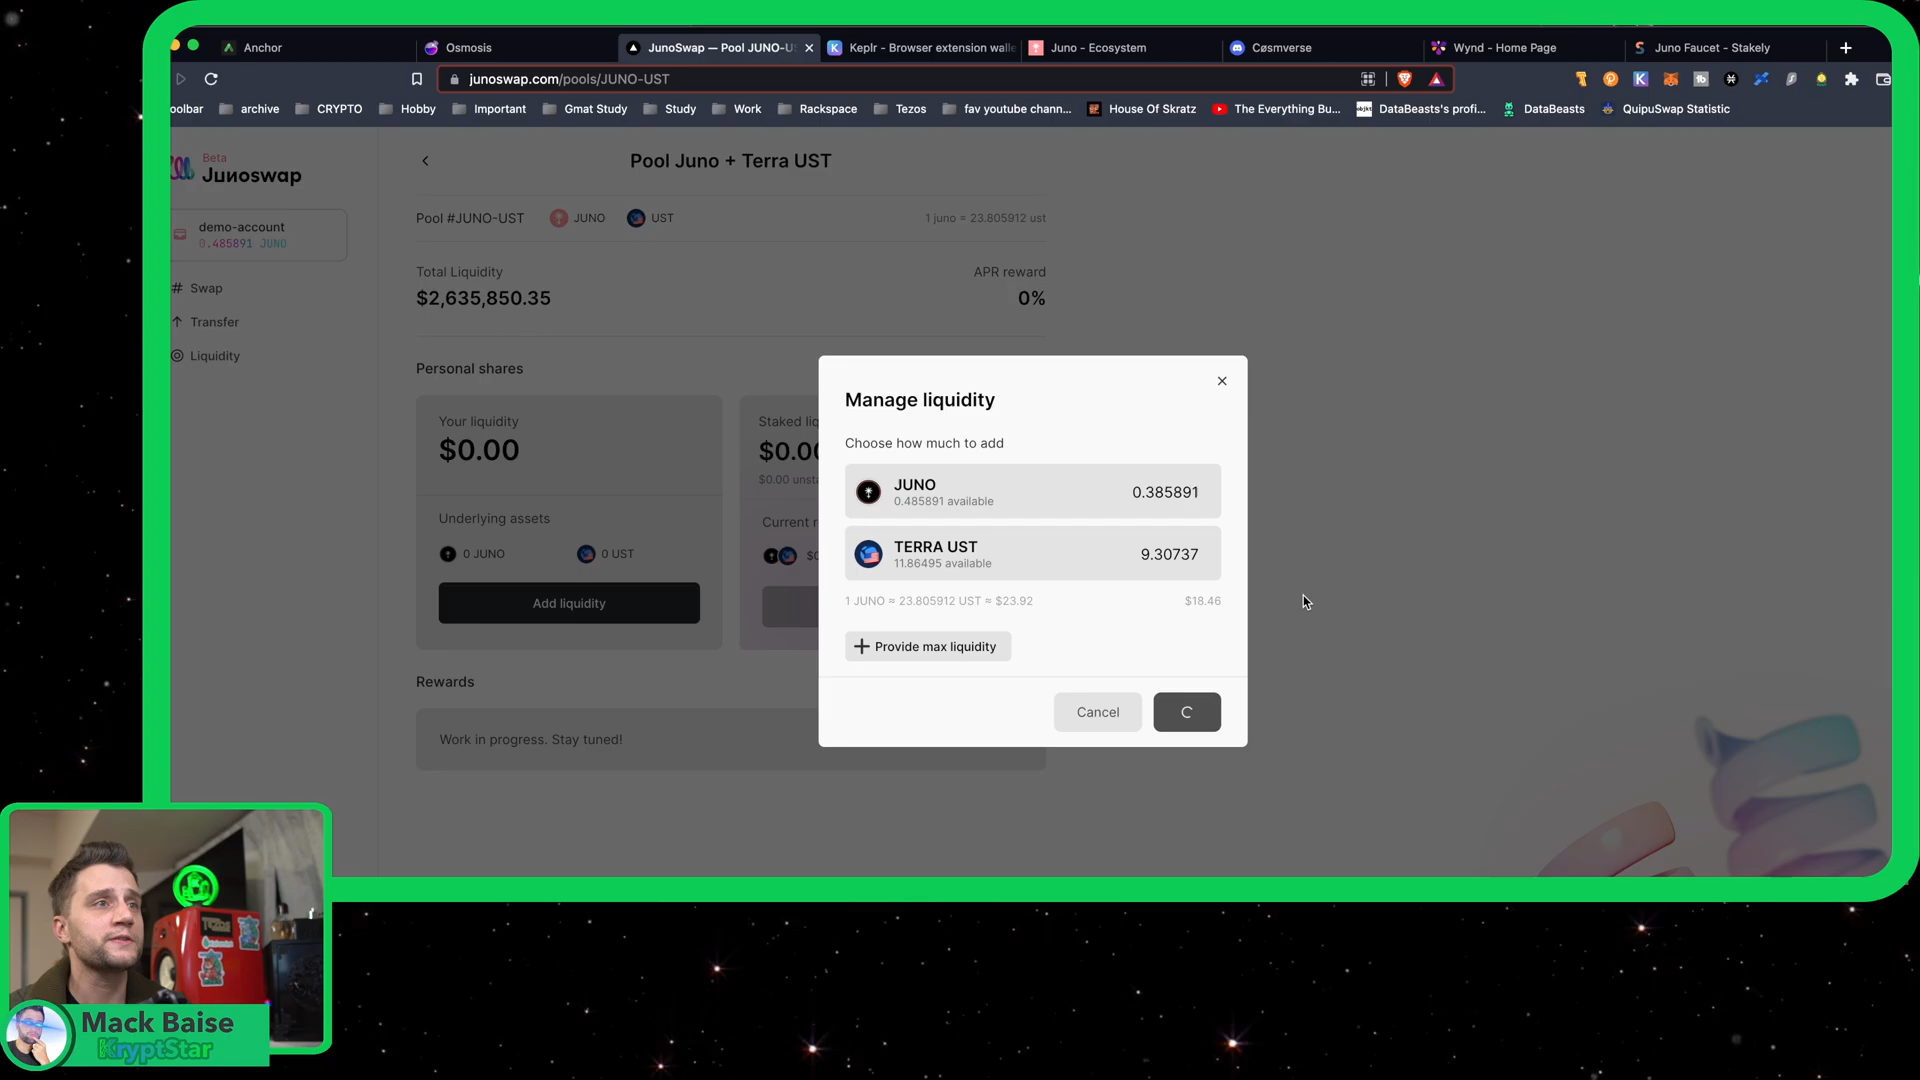 Anchor
Osmosis
JunoSwap — Pool JUNO-U
Keplr - Browser extension walle
Juno - Ecosystem
Cøsmverse
Wynd - Home Page
Juno Faucet - Stakely
junoswap.com/pools/JUNO-UST
oolbar
archive
CRYPTO
Hobby
Important
Gmat Study
Study
Work
Rackspace
Tezos
fav youtube chann...
House Of Skratz
The Everything Bu...
DataBeasts's profi...
DataBeasts
QuipuSwap Statistic
Beta
Junoswap
demo-account
0.485891 JUNO
Swap
Transfer
Liquidity
Pool Juno + Terra UST
Pool #JUNO-UST
JUNO
UST
1 juno = 23.805912 ust
Total Liquidity
APR reward
$2,635,850.35
0%
Personal shares
Your liquidity
$0.00
Underlying assets
0 JUNO
0 UST
Add liquidity
Staked liq
$0.00
$0.00 unsta
Current r
Rewards
Work in progress. Stay tuned!
Manage liquidity
Choose how much to add
JUNO
0.485891 available
0.385891
TERRA UST
11.86495 available
9.30737
1 JUNO ≈ 23.805912 UST ≈ $23.92
$18.46
Provide max liquidity
Cancel
Mack Baise
KryptStar